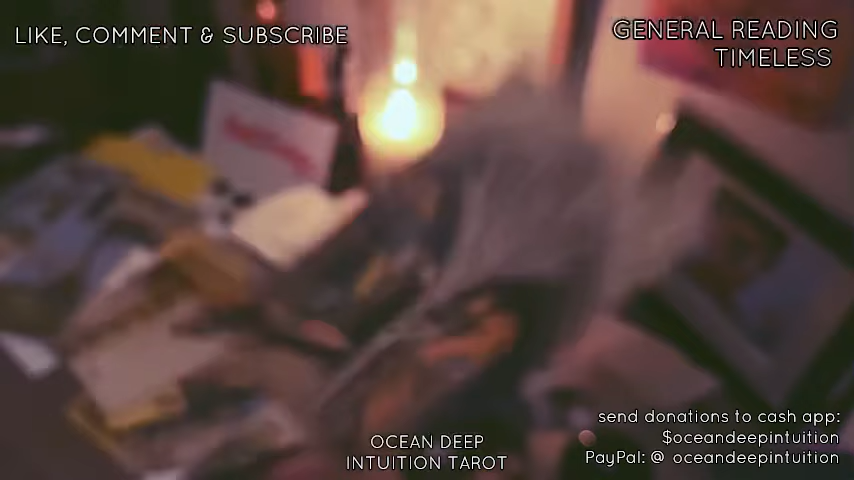 LIKE, COMMENT & SUBSCRIBE
GENERAL READING
TIMELESS
OCEAN DEEP
INTUITION TAROT
send donations to cash app:
$oceandeepintuition
PayPal: @ oceandeepintuition